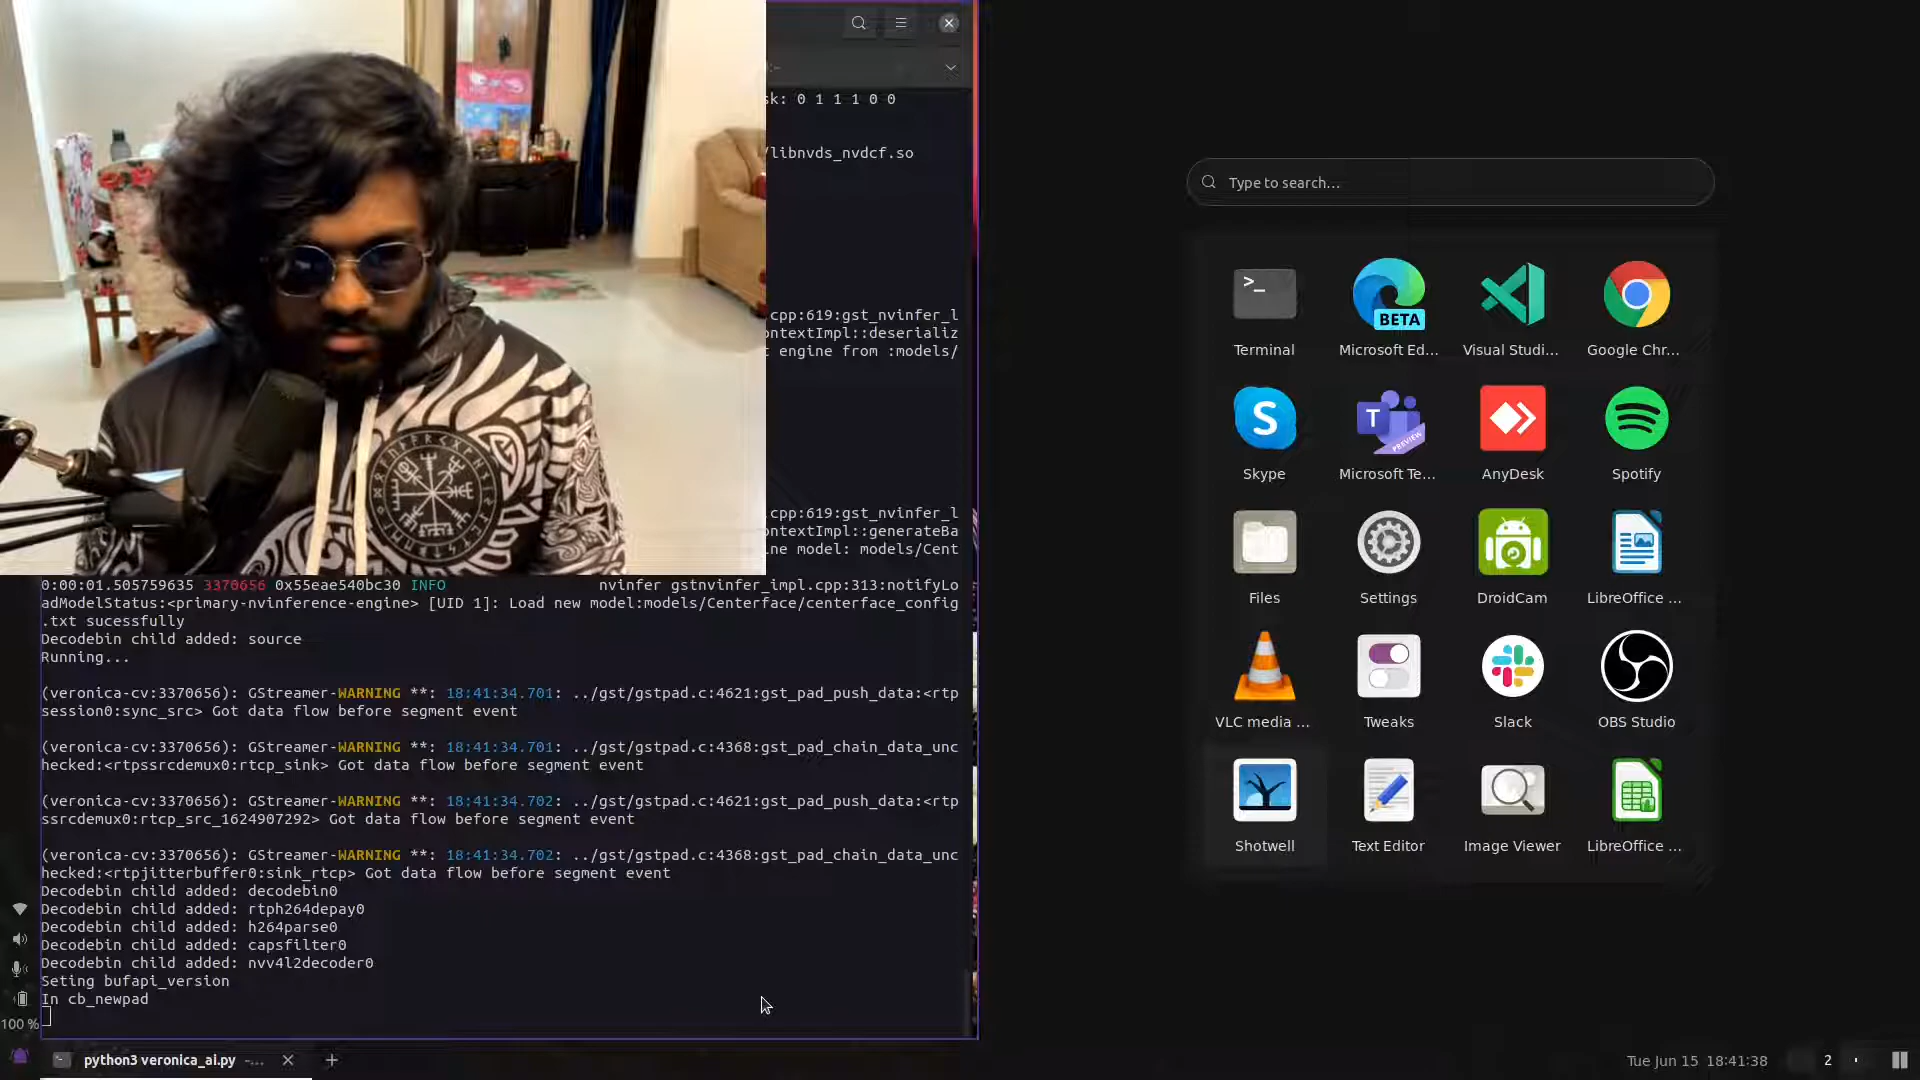 sk: 0 1 1 1 0 0
/libnvds_nvdcf.so
cpp:619:gst_nvinfer_l
ontextImpl::deserializ
t engine from :models/
cpp:619:gst_nvinfer_l
ontextImpl::generateBa
ine model: models/Cent
0:00:01.505759635 3370656 0x55eae540bc30 INFO nvinfer gstnvinfer_impl.cpp:313:notifyLo
adModelStatus:<primary-nvinference-engine> [UID 1]: Load new model:models/Centerface/centerface_config
.txt sucessfully
Decodebin child added: source
Running...
(veronica-cv:3370656): GStreamer-WARNING **: 18:41:34.701: ../gst/gstpad.c:4621:gst_pad_push_data:<rtp
session0:sync_src> Got data flow before segment event
(veronica-cv:3370656): GStreamer-WARNING **: 18:41:34.701: ../gst/gstpad.c:4368:gst_pad_chain_data_unc
hecked:<rtpssrcdemux0:rtcp_sink> Got data flow before segment event
(veronica-cv:3370656): GStreamer-WARNING **: 18:41:34.702: ../gst/gstpad.c:4621:gst_pad_push_data:<rtp
ssrcdemux0:rtcp_src_1624907292> Got data flow before segment event
(veronica-cv:3370656): GStreamer-WARNING **: 18:41:34.702: ../gst/gstpad.c:4368:gst_pad_chain_data_unc
hecked:<rtpjitterbuffer0:sink_rtcp> Got data flow before segment event
Decodebin child added: decodebin0
Decodebin child added: rtph264depay0
Decodebin child added: h264parse0
Decodebin child added: capsfilter0
Decodebin child added: nvv4l2decoder0
Seting bufapi_version
In cb_newpad
100 %
python3 veronica_ai.py -...
Type to search...
BETA
Terminal
Microsoft Ed...
Visual Studi...
Google Chr...
PREVIEW
Skype
Microsoft Te...
AnyDesk
Spotify
Files
Settings
DroidCam
LibreOffice ...
VLC media ...
Tweaks
Slack
OBS Studio
Shotwell
Text Editor
Image Viewer
LibreOffice ...
Tue Jun 15 18:41:38
2